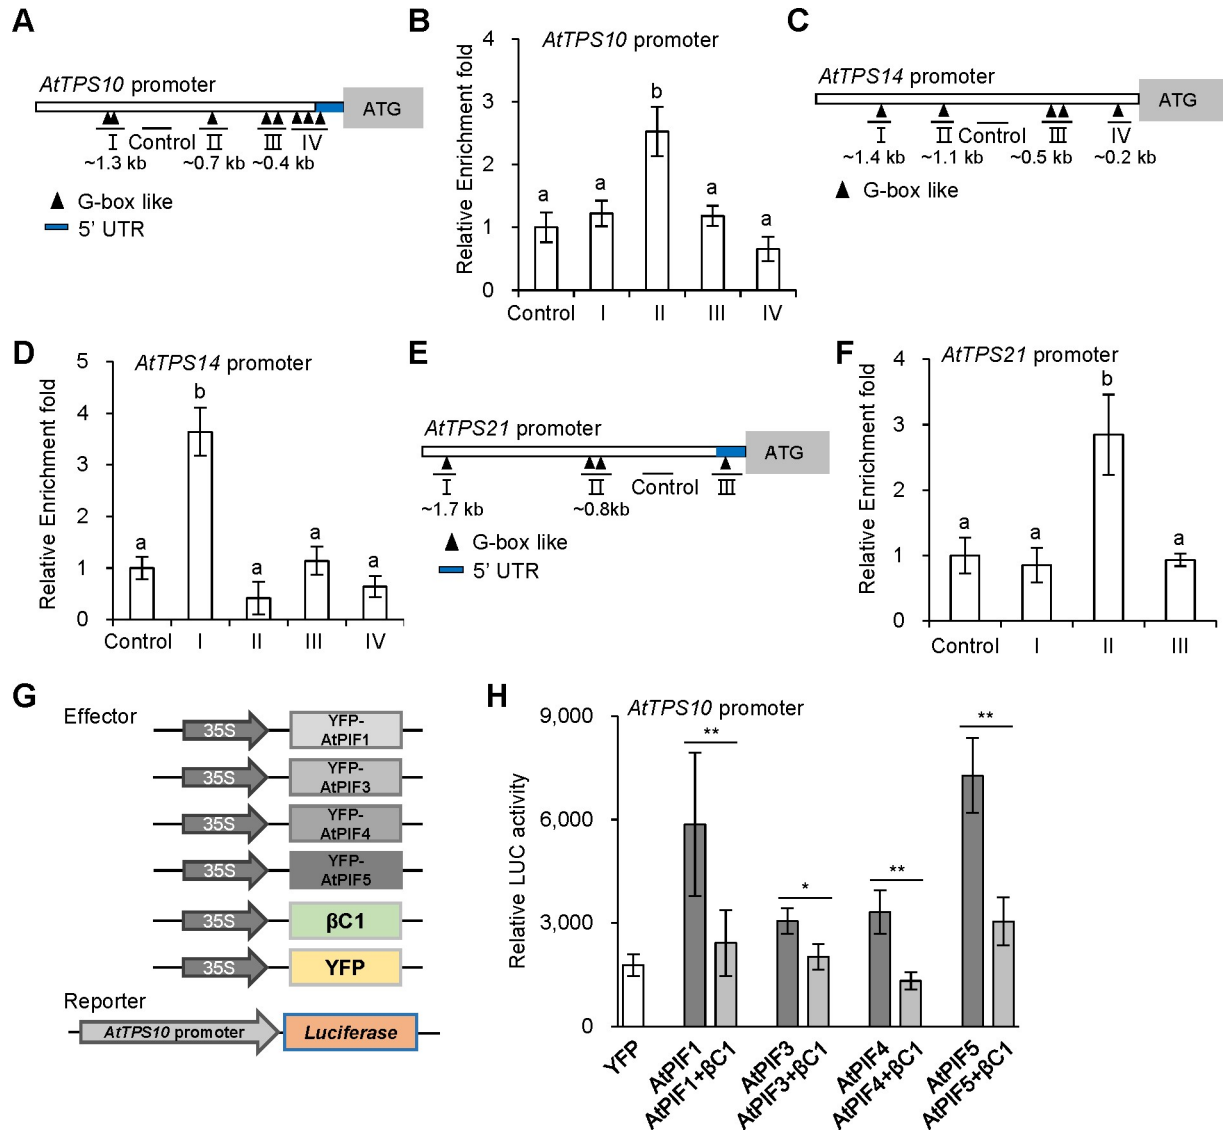 A
AtTPS10 promoter
ATG
I Control II III IV
~1.3 kb ~0.7 kb ~0.4 kb
G-box like
5' UTR
B
AtTPS10 promoter
Relative Enrichment fold
4
3
2
1
0
a
a
b
a
a
Control I II III IV
C
AtTPS14 promoter
ATG
I II Control III IV
~1.4 kb ~1.1 kb ~0.5 kb ~0.2 kb
G-box like
D
AtTPS14 promoter
Relative Enrichment fold
5
4
3
2
1
0
a
b
a
a
a
Control I II III IV
E
AtTPS21 promoter
ATG
I II Control III
~1.7 kb ~0.8kb
G-box like
5' UTR
F
AtTPS21 promoter
Relative Enrichment fold
4
3
2
1
0
a
a
b
a
Control I II III
G
Effector
35S YFP-
AtPIF1
35S YFP-
AtPIF3
35S YFP-
AtPIF4
35S YFP-
AtPIF5
35S βC1
35S YFP
Reporter
AtTPS10 promoter Luciferase
H
AtTPS10 promoter
Relative LUC activity
9,000
6,000
3,000
0
**
*
**
**
YFP
AtPIF1
AtPIF1+βC1
AtPIF3
AtPIF3+βC1
AtPIF4
AtPIF4+βC1
AtPIF5
AtPIF5+βC1